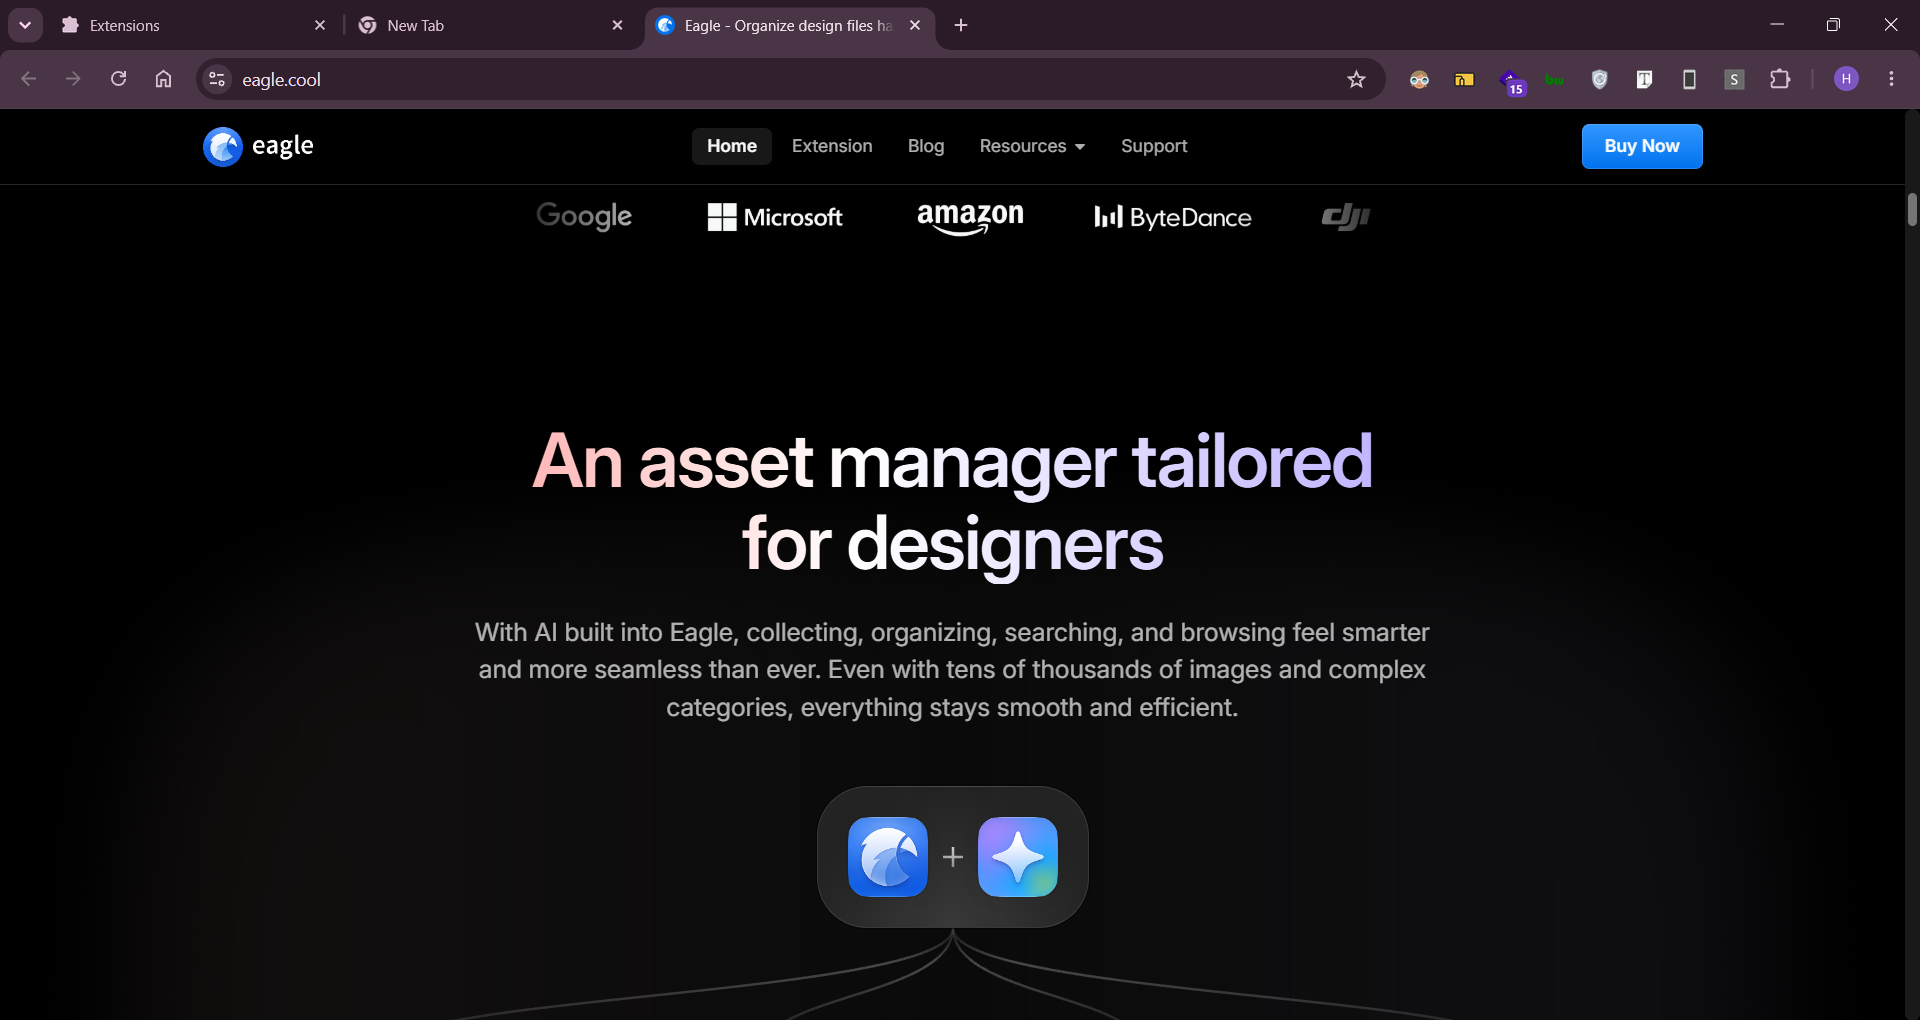 Extensions
New Tab
Eagle - Organize design files ha
eagle.cool
15
bw
T
S
H
eagle
Home
Extension
Blog
Resources
Support
Buy Now
Google
Microsoft
amazon
ByteDance
dji
An asset manager tailored
for designers
With AI built into Eagle, collecting, organizing, searching, and browsing feel smarter
and more seamless than ever. Even with tens of thousands of images and complex
categories, everything stays smooth and efficient.